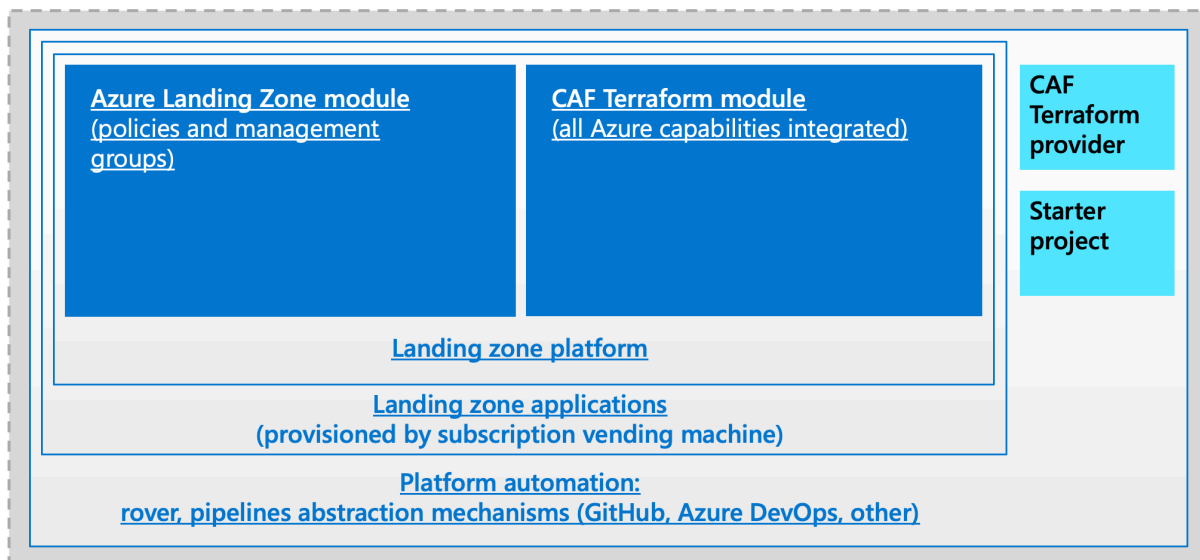 Azure Landing Zone module
(policies and management
groups)
CAF Terraform module
(all Azure capabilities integrated)
CAF
Terraform
provider
Starter
project
Landing zone platform
Landing zone applications
(provisioned by subscription vending machine)
Platform automation:
rover, pipelines abstraction mechanisms (GitHub, Azure DevOps, other)